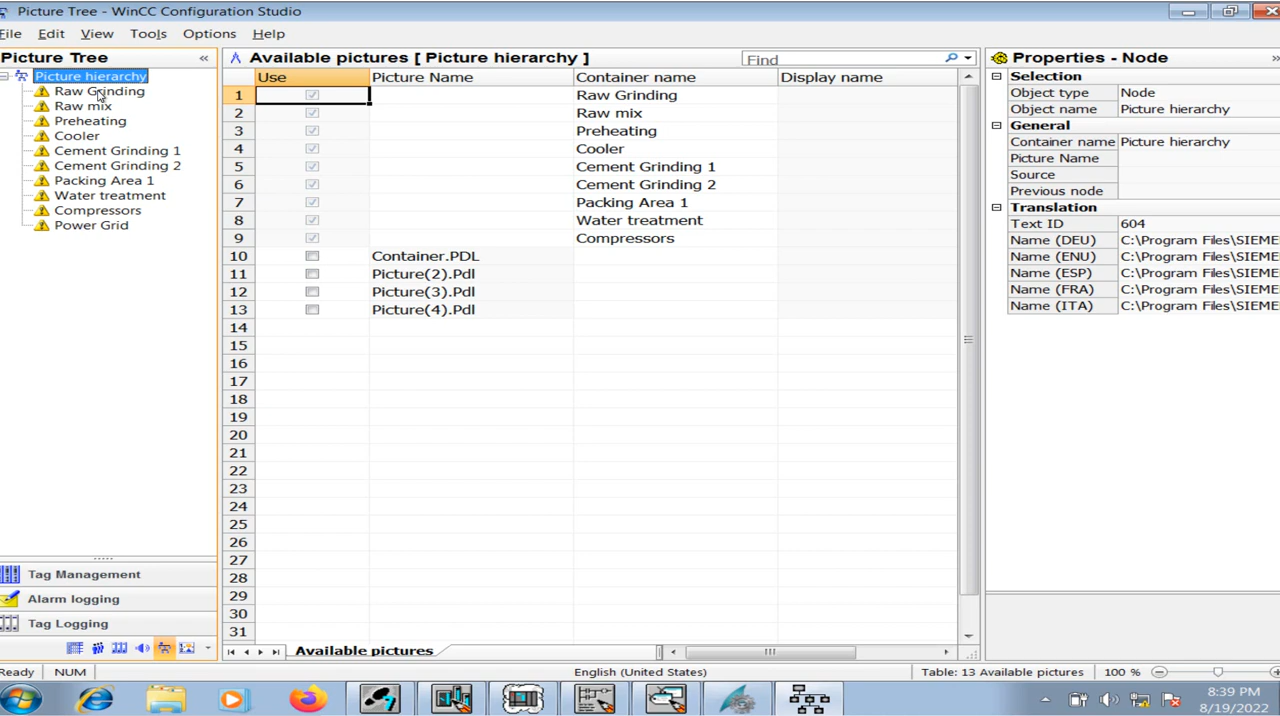 Picture Tree - WinCC Configuration Studio
File Edit View Tools Options Help
Picture Tree «
Picture hierarchy
Raw Grinding
Raw mix
Preheating
Cooler
Cement Grinding 1
Cement Grinding 2
Packing Area 1
Water treatment
Compressors
Power Grid
Tag Management
Alarm logging
Tag Logging
Available pictures [ Picture hierarchy ] Find
Use Picture Name Container name Display name
1 Raw Grinding
2 Raw mix
3 Preheating
4 Cooler
5 Cement Grinding 1
6 Cement Grinding 2
7 Packing Area 1
8 Water treatment
9 Compressors
10 Container.PDL
11 Picture(2).Pdl
12 Picture(3).Pdl
13 Picture(4).Pdl
14
15
16
17
18
19
20
21
22
23
24
25
26
27
28
29
30
31
Available pictures
Properties - Node »
Selection
Object type Node
Object name Picture hierarchy
General
Container name Picture hierarchy
Picture Name
Source
Previous node
Translation
Text ID 604
Name (DEU) C:\Program Files\SIEME
Name (ENU) C:\Program Files\SIEME
Name (ESP) C:\Program Files\SIEME
Name (FRA) C:\Program Files\SIEME
Name (ITA) C:\Program Files\SIEME
Ready NUM English (United States) Table: 13 Available pictures 100 %
8:39 PM
8/19/2022